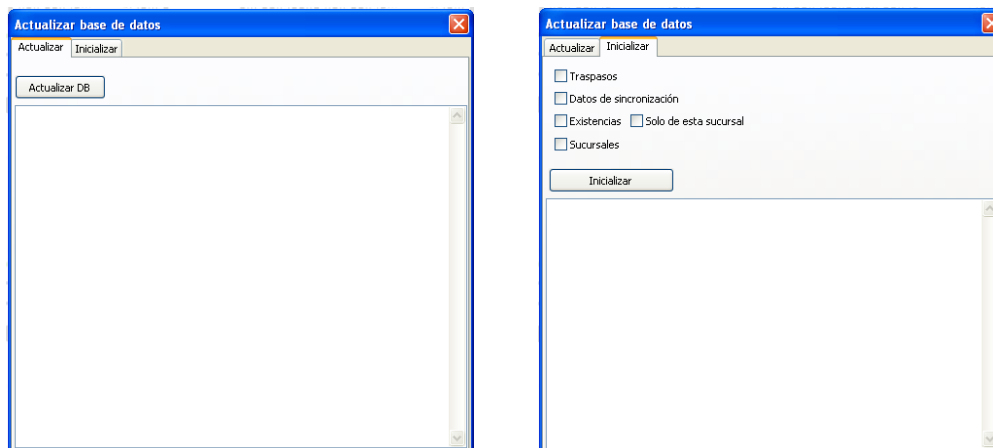 Actualizar base de datos
Actualizar Inicializar
Actualizar DB
Actualizar base de datos
Actualizar Inicializar
Traspasos
Datos de sincronización
Existencias Solo de esta sucursal
Sucursales
Inicializar